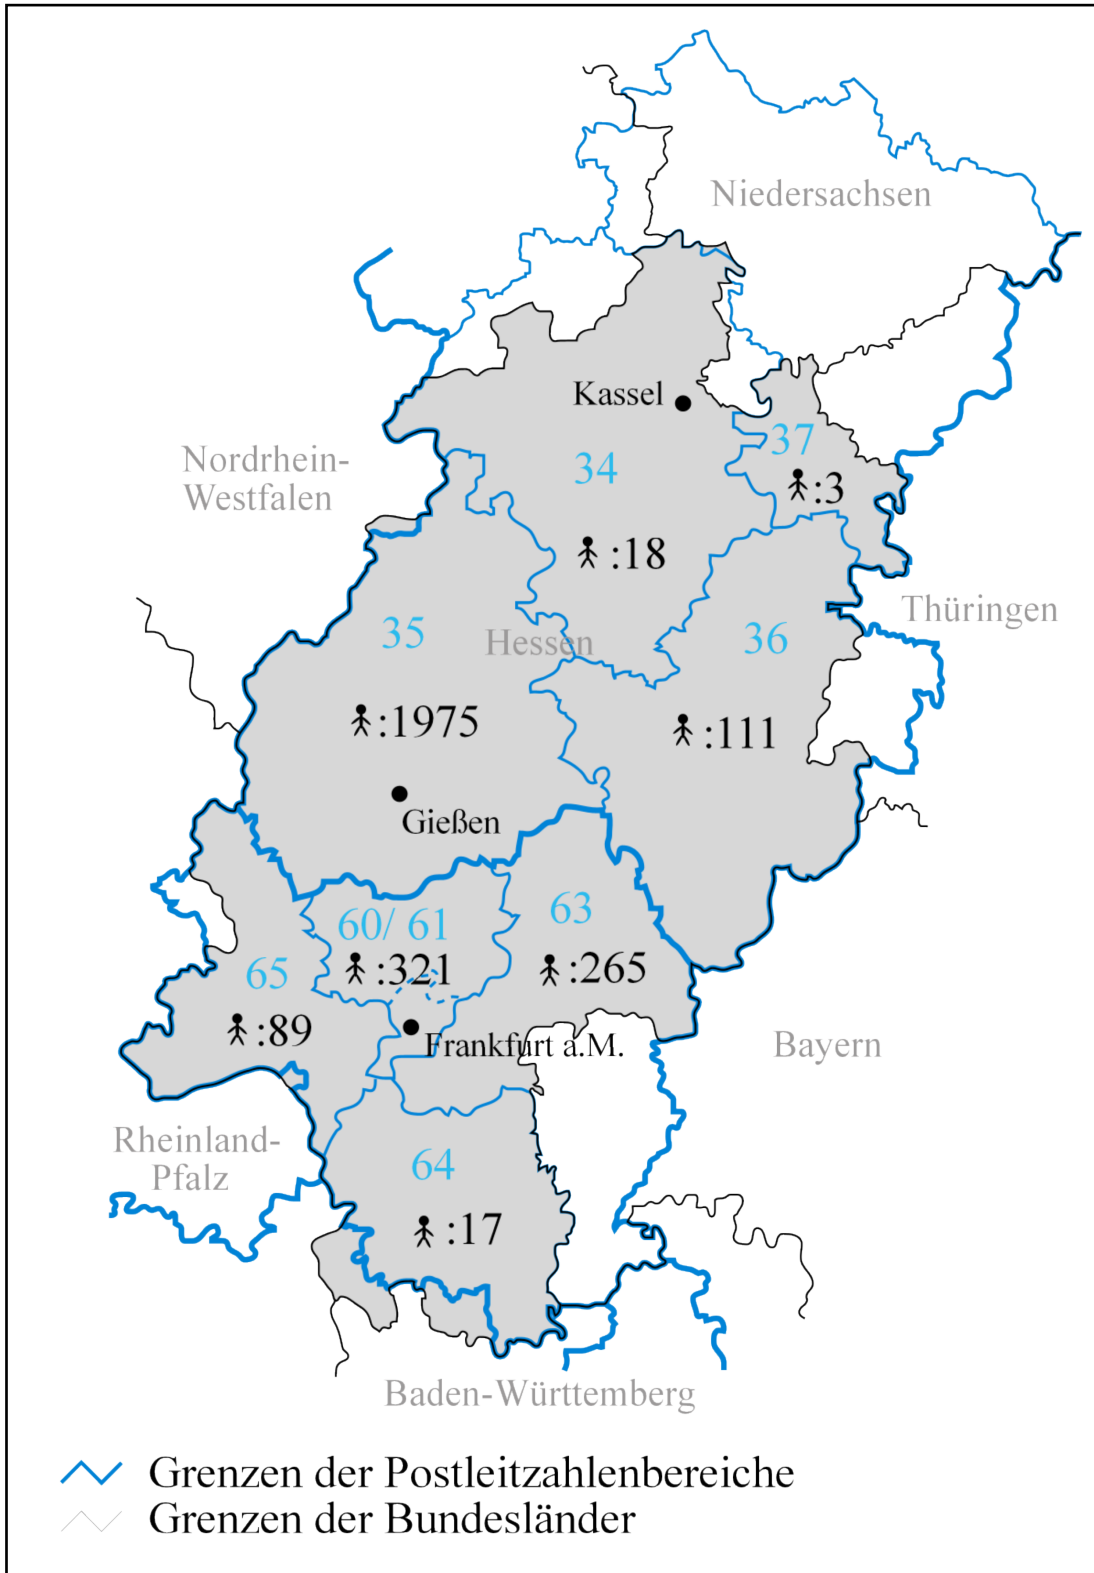 Niedersachsen
Kassel
37
Nordrhein-
Westfalen
34
:3
:18
Thüringen
35
Hessen
36
:1975
:111
Gießen
60/ 61
63
65
:321
:265
:89
Frankfurt a.M.
Bayern
Rheinland-
Pfalz
64
:17
Baden-Württemberg
Grenzen der Postleitzahlenbereiche
Grenzen der Bundesländer